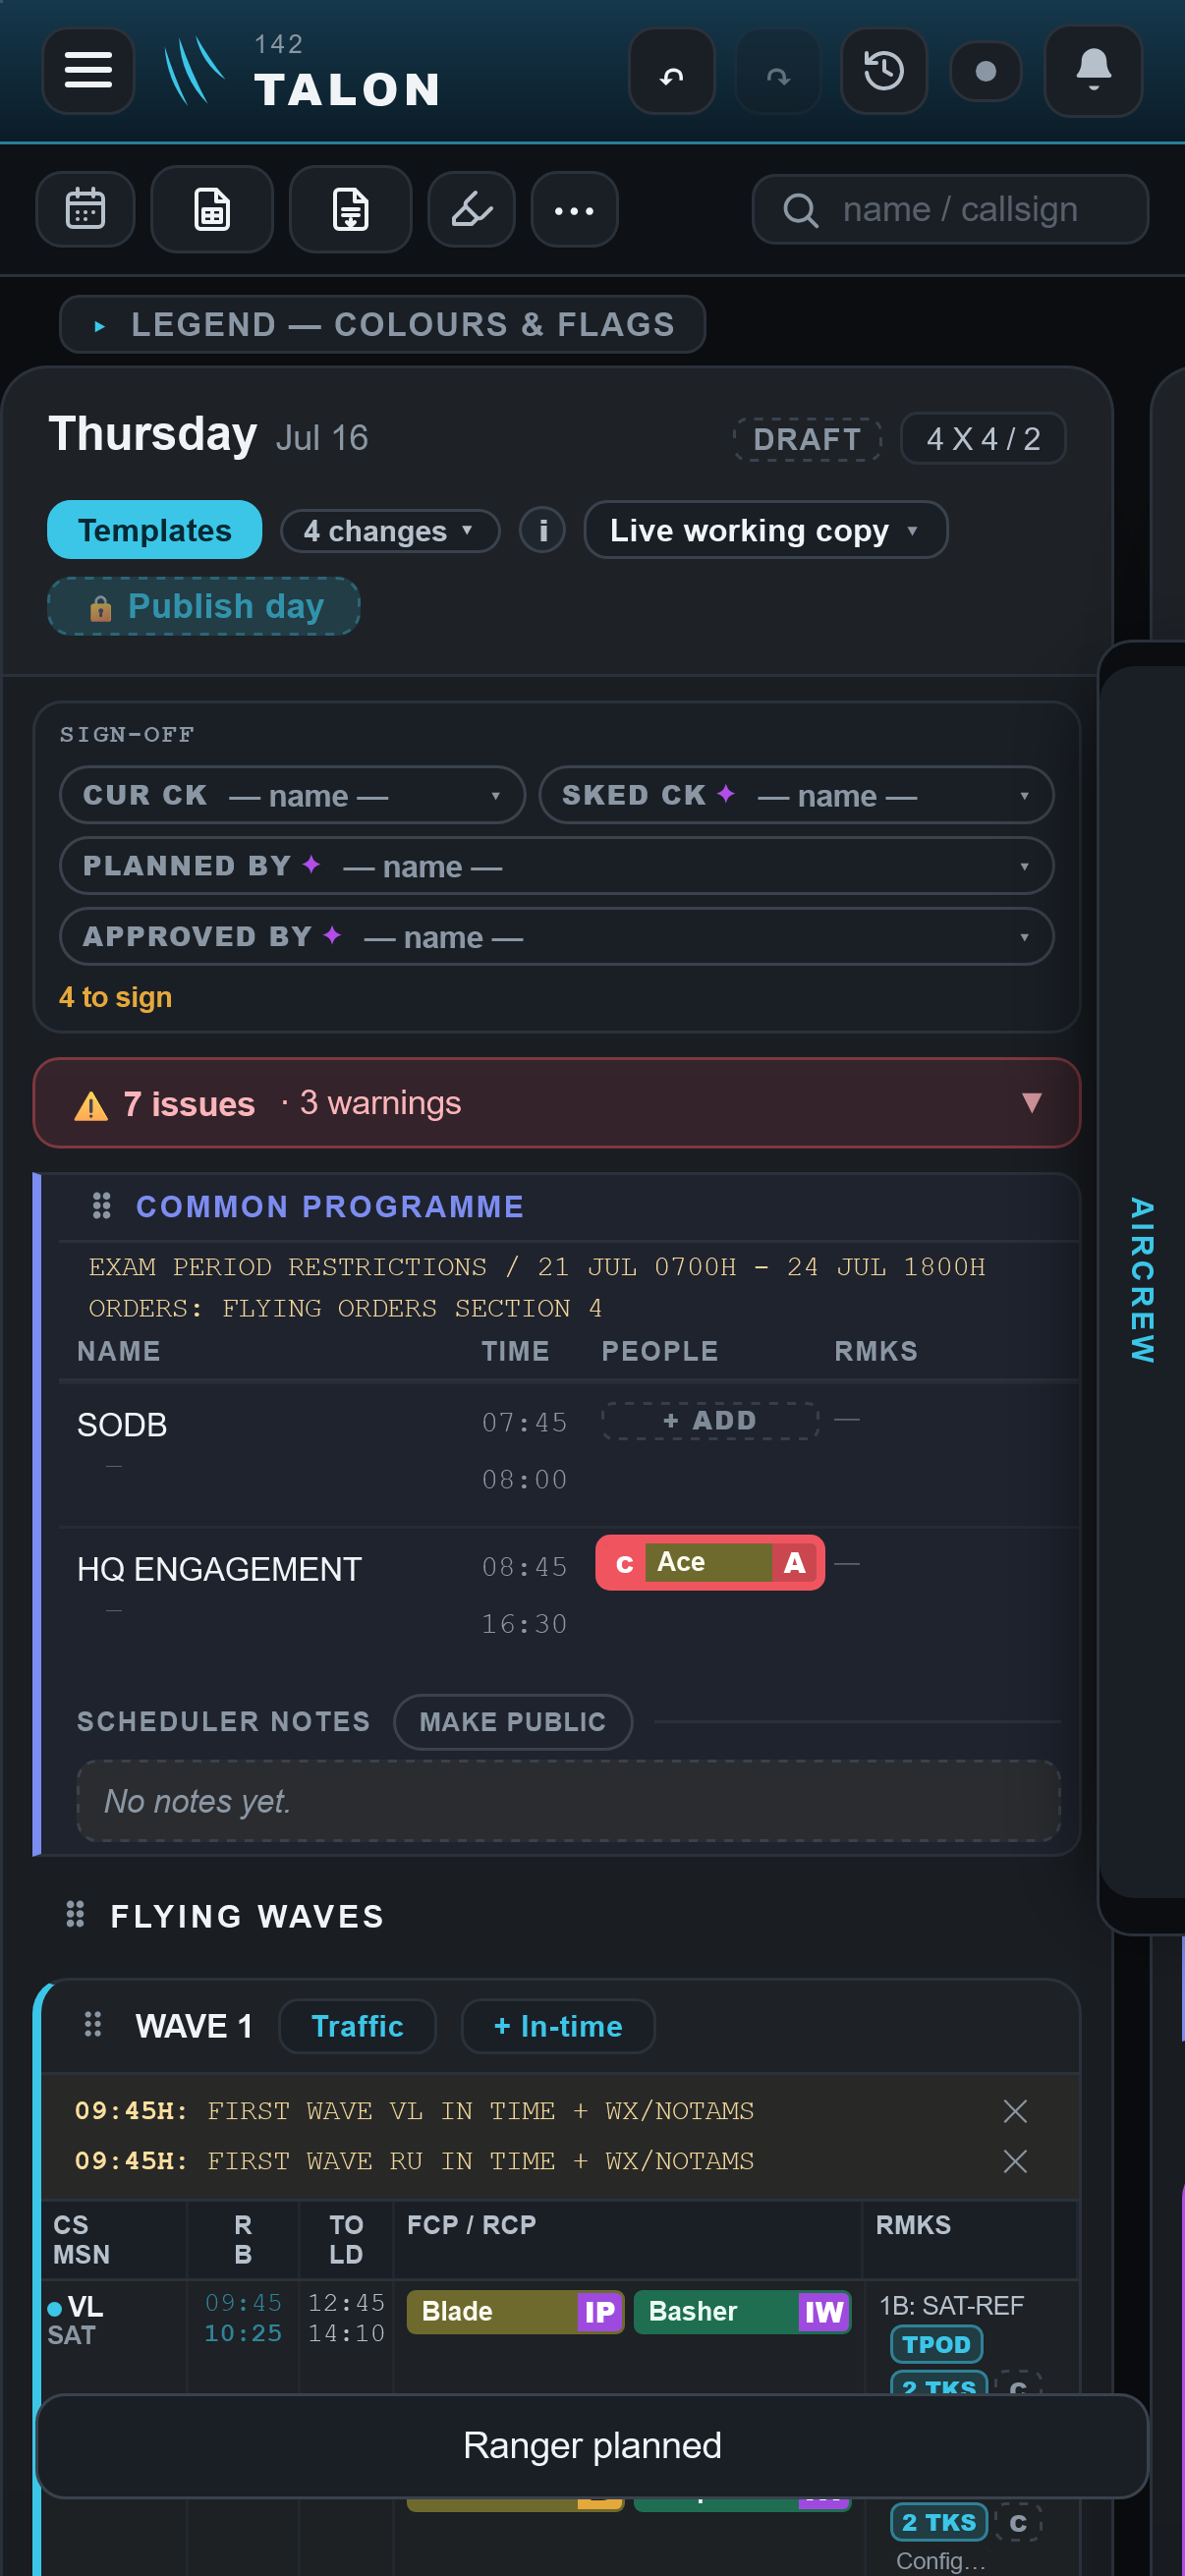 142
TALON
name / callsign
LEGEND — COLOURS & FLAGS
Thursday Jul 16 DRAFT 4 X 4 / 2
Templates 4 changes i Live working copy
Publish day
SIGN-OFF
CUR CK — name — SKED CK — name —
PLANNED BY — name —
APPROVED BY — name —
4 to sign
7 issues · 3 warnings
COMMON PROGRAMME
EXAM PERIOD RESTRICTIONS / 21 JUL 0700H - 24 JUL 1800H
ORDERS: FLYING ORDERS SECTION 4
NAME TIME PEOPLE RMKS
SODB 07:45 + ADD —
— 08:00
HQ ENGAGEMENT 08:45 C Ace A —
— 16:30
AIRCREW
SCHEDULER NOTES MAKE PUBLIC
No notes yet.
FLYING WAVES
WAVE 1 Traffic + In-time
09:45H: FIRST WAVE VL IN TIME + WX/NOTAMS
09:45H: FIRST WAVE RU IN TIME + WX/NOTAMS
CS R TO FCP / RCP RMKS
MSN B LD
VL 09:45 12:45 Blade IP Basher IW 1B: SAT-REF
SAT 10:25 14:10
TPOD
2 TKS C
Ranger planned
2 TKS C
Config...